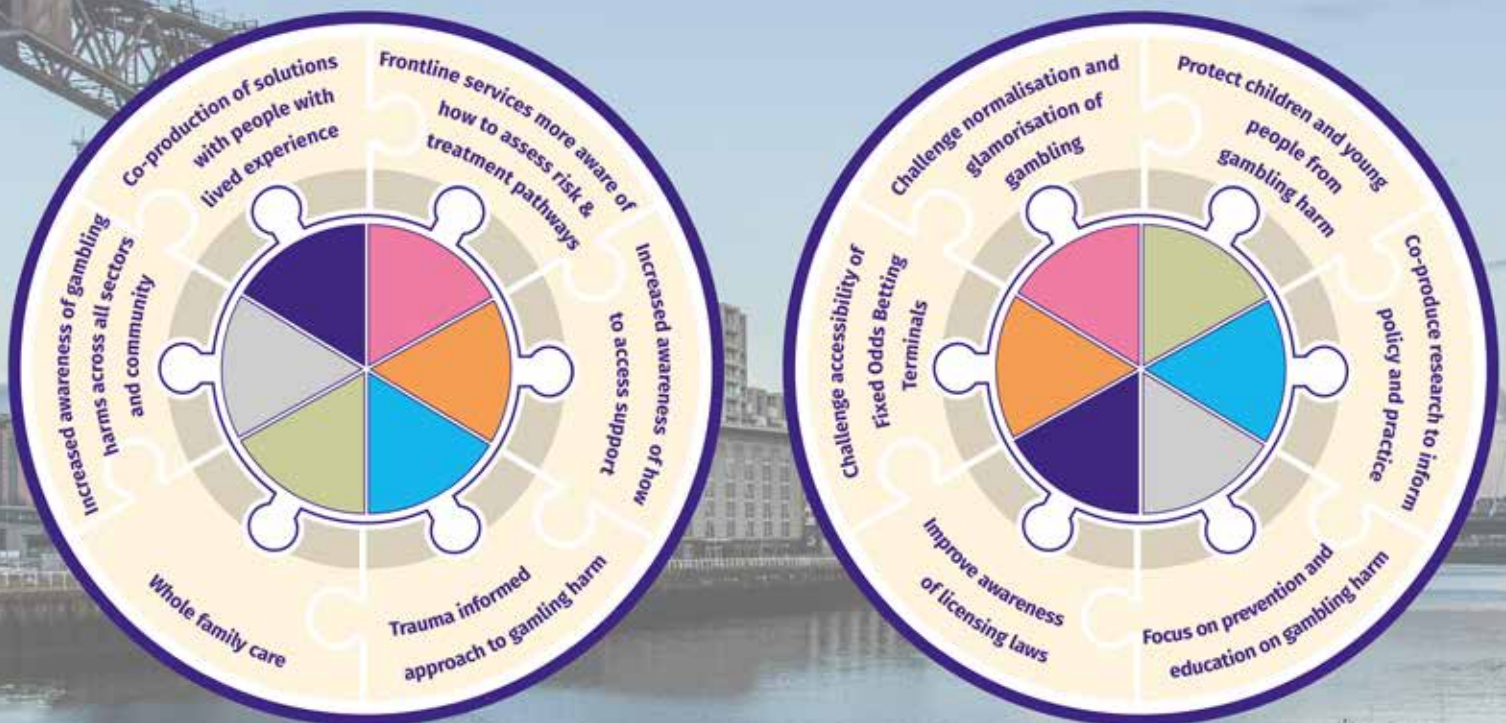 Co-production of solutions
with people with
lived experience
Frontline services more aware of
how to assess risk &
treatment pathways
Increased awareness of how
to access support
Trauma informed
approach to gamling harm
Whole family care
Increased awareness of gambling
harms across all sectors
and community
Challenge normalisation and
glamorisation of
gambling
Protect children and young
people from
gambling harm
Co-produce research to inform
policy and practice
Focus on prevention and
education on gambling harm
Improve awareness
of licensing laws
Challenge accessibility of
Fixed Odds Betting
Terminals